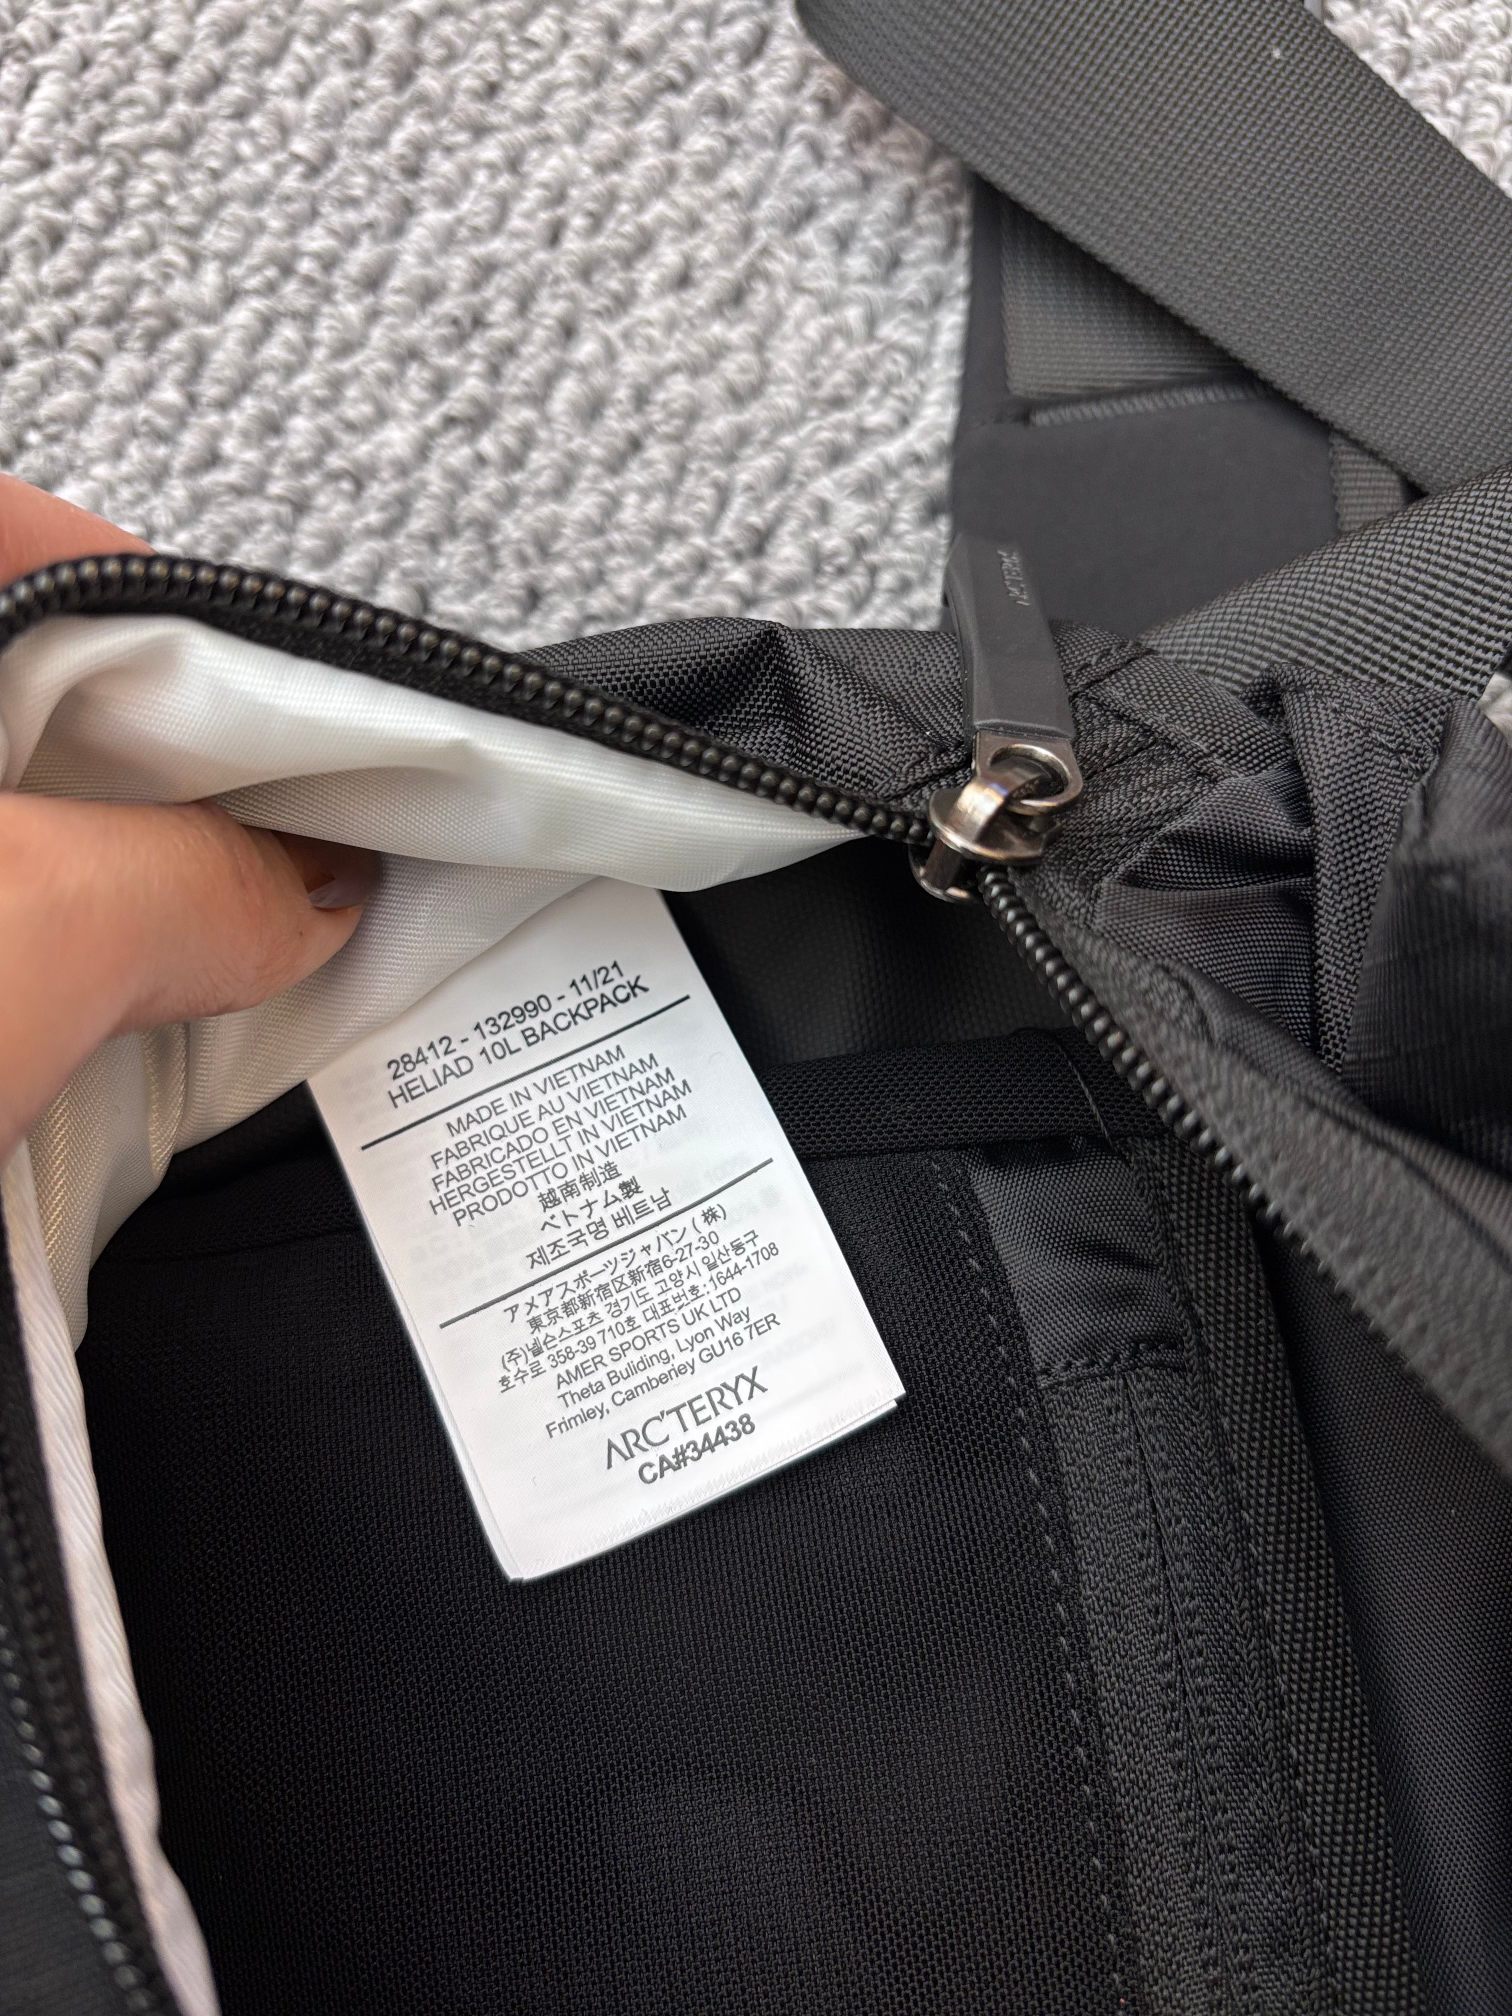 28412 - 132990 - 11/21
HELIAD 10L BACKPACK
MADE IN VIETNAM
FABRIQUE AU VIETNAM
FABRICADO EN VIETNAM
HERGESTELLT IN VIETNAM
PRODOTTO IN VIETNAM
越南制造
ベトナム製
제조국명 베트남
アメアスポーツジャパン ( 株)
東京都新宿区新宿6-27-30
(주)넬슨스포츠 경기도 고양시 일산동구
호수로 358-39 710호 대표번호: 1644-1708
AMER SPORTS UK LTD
Theta Buliding, Lyon Way
Frimley, Camberley GU16 7ER
ARC'TERYX
CA#34438